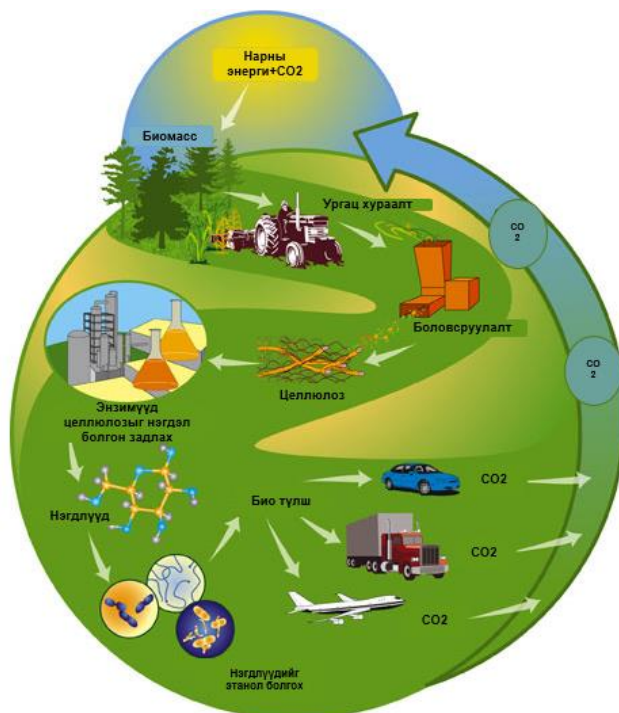 Нарны
энерги+CO2
Биомасс
Ургац хураалт
CO
2
Боловсруулалт
CO
2
Целлюлоз
Энзимүүд
целлюлозыг нэгдэл
болгон задлах
Нэгдлүүд
Био түлш
CO2
CO2
CO2
Нэгдлүүдийг
этанол болгох